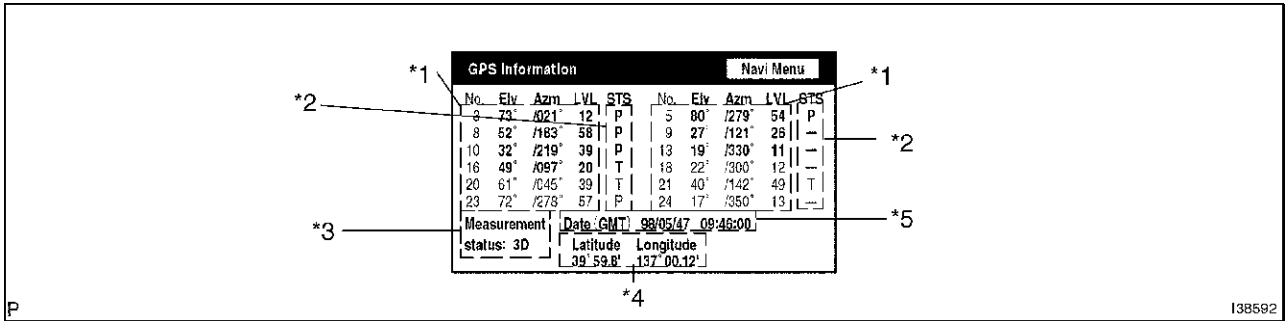 GPS Information Navi Menu
*1 *1
No. Elv Azm LVL STS No. Elv Azm LVL STS
*2
3 73° /021° 12 P 5 80° /279° 54 P
8 52° /163° 58 P 9 27° /121° 26 —
*2
10 32° /219° 39 P 13 19° /330° 11 —
16 49° /097° 20 T 18 22° /300° 12 —
20 61° /045° 39 T 21 40° /142° 49 T
23 72° /278° 57 P 24 17° /350° 13 —
*3 Measurement Date (GMT) 98/05/47 09:46:00 *5
status: 3D Latitude Longitude
39° 59.8' 137° 00.12'
*4
P I38592